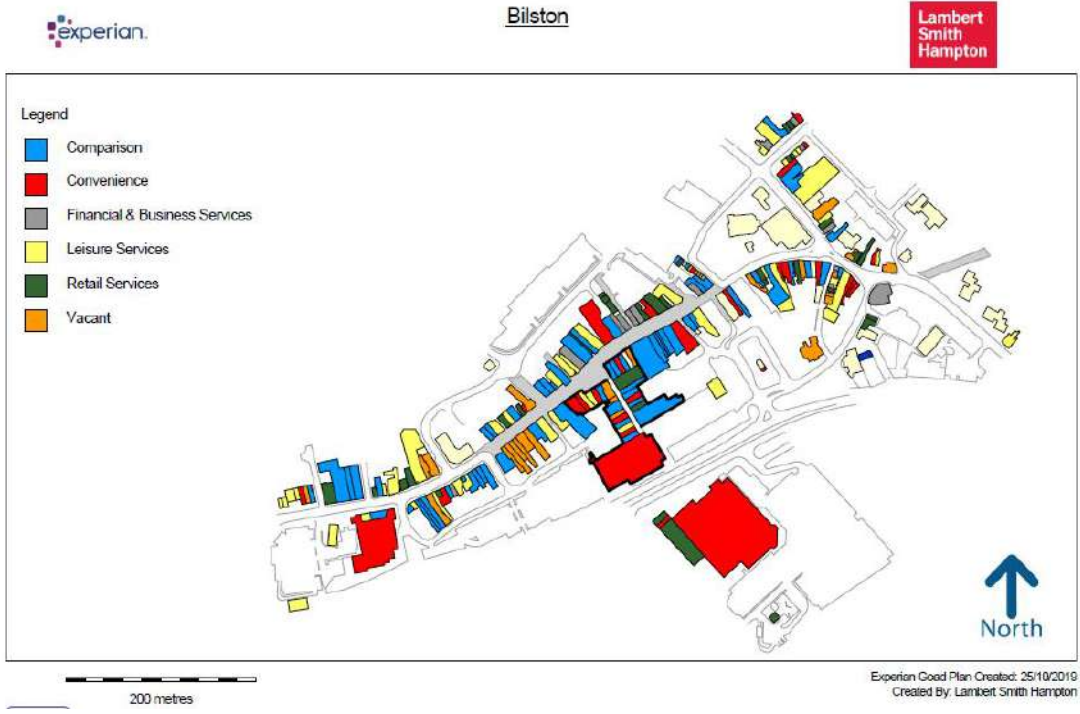 experian.
Bilston
Lambert
Smith
Hampton
Legend
Comparison
Convenience
Financial & Business Services
Leisure Services
Retail Services
Vacant
North
200 metres
Experian Goad Plan Created: 25/10/2019
Created By: Lambert Smith Hampton